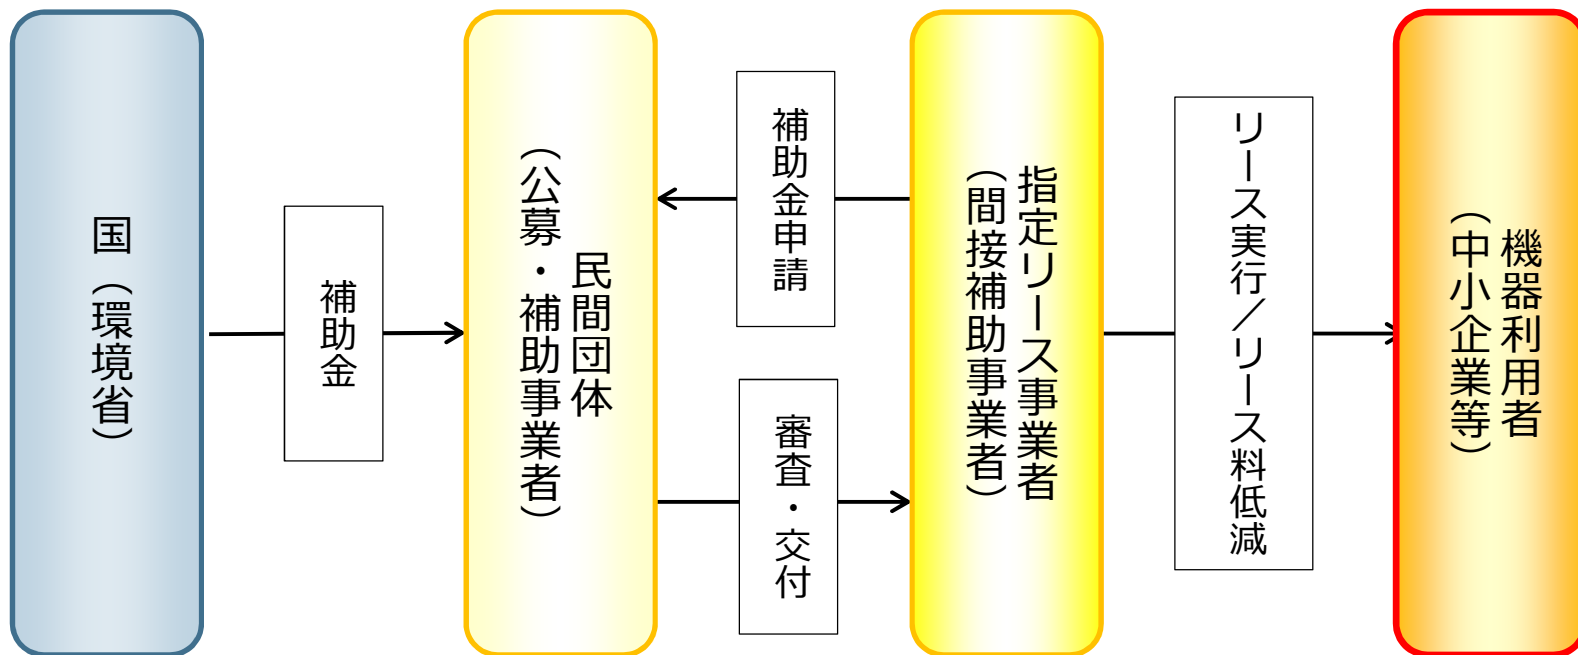 国（環境省）
補助金
民間団体
（公募・補助事業者）
補助金申請
審査・交付
指定リース事業者
（間接補助事業者）
リース実行／リース料低減
機器利用者
（中小企業等）